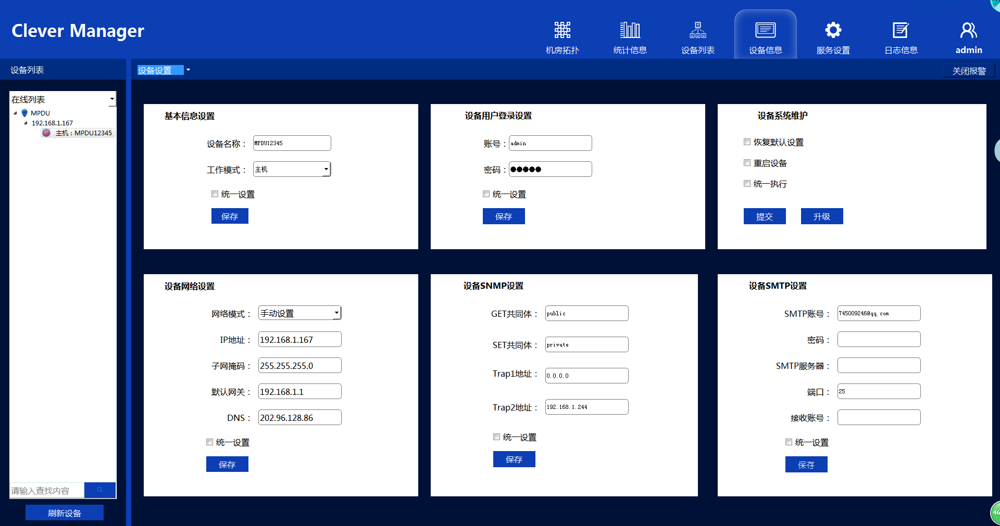 Clever Manager
机房拓扑
统计信息
设备列表
设备信息
服务设置
日志信息
admin
设备列表
设备设置
关闭报警
在线列表
MPDU
192.168.1.167
主机：MPDU12345
请输入查找内容
刷新设备
基本信息设置
设备名称： MPDU12345
工作模式： 主机
统一设置
保存
设备用户登录设置
账号： admin
密码： ●●●●●
统一设置
保存
设备系统维护
恢复默认设置
重启设备
统一执行
提交 升级
设备网络设置
网络模式： 手动设置
IP地址： 192.168.1.167
子网掩码： 255.255.255.0
默认网关： 192.168.1.1
DNS： 202.96.128.86
统一设置
保存
设备SNMP设置
GET共同体： public
SET共同体： private
Trap1地址： 0.0.0.0
Trap2地址： 192.168.1.244
统一设置
保存
设备SMTP设置
SMTP账号： 745009246@qq.com
密码：
SMTP服务器：
端口： 25
接收账号：
统一设置
保存
46